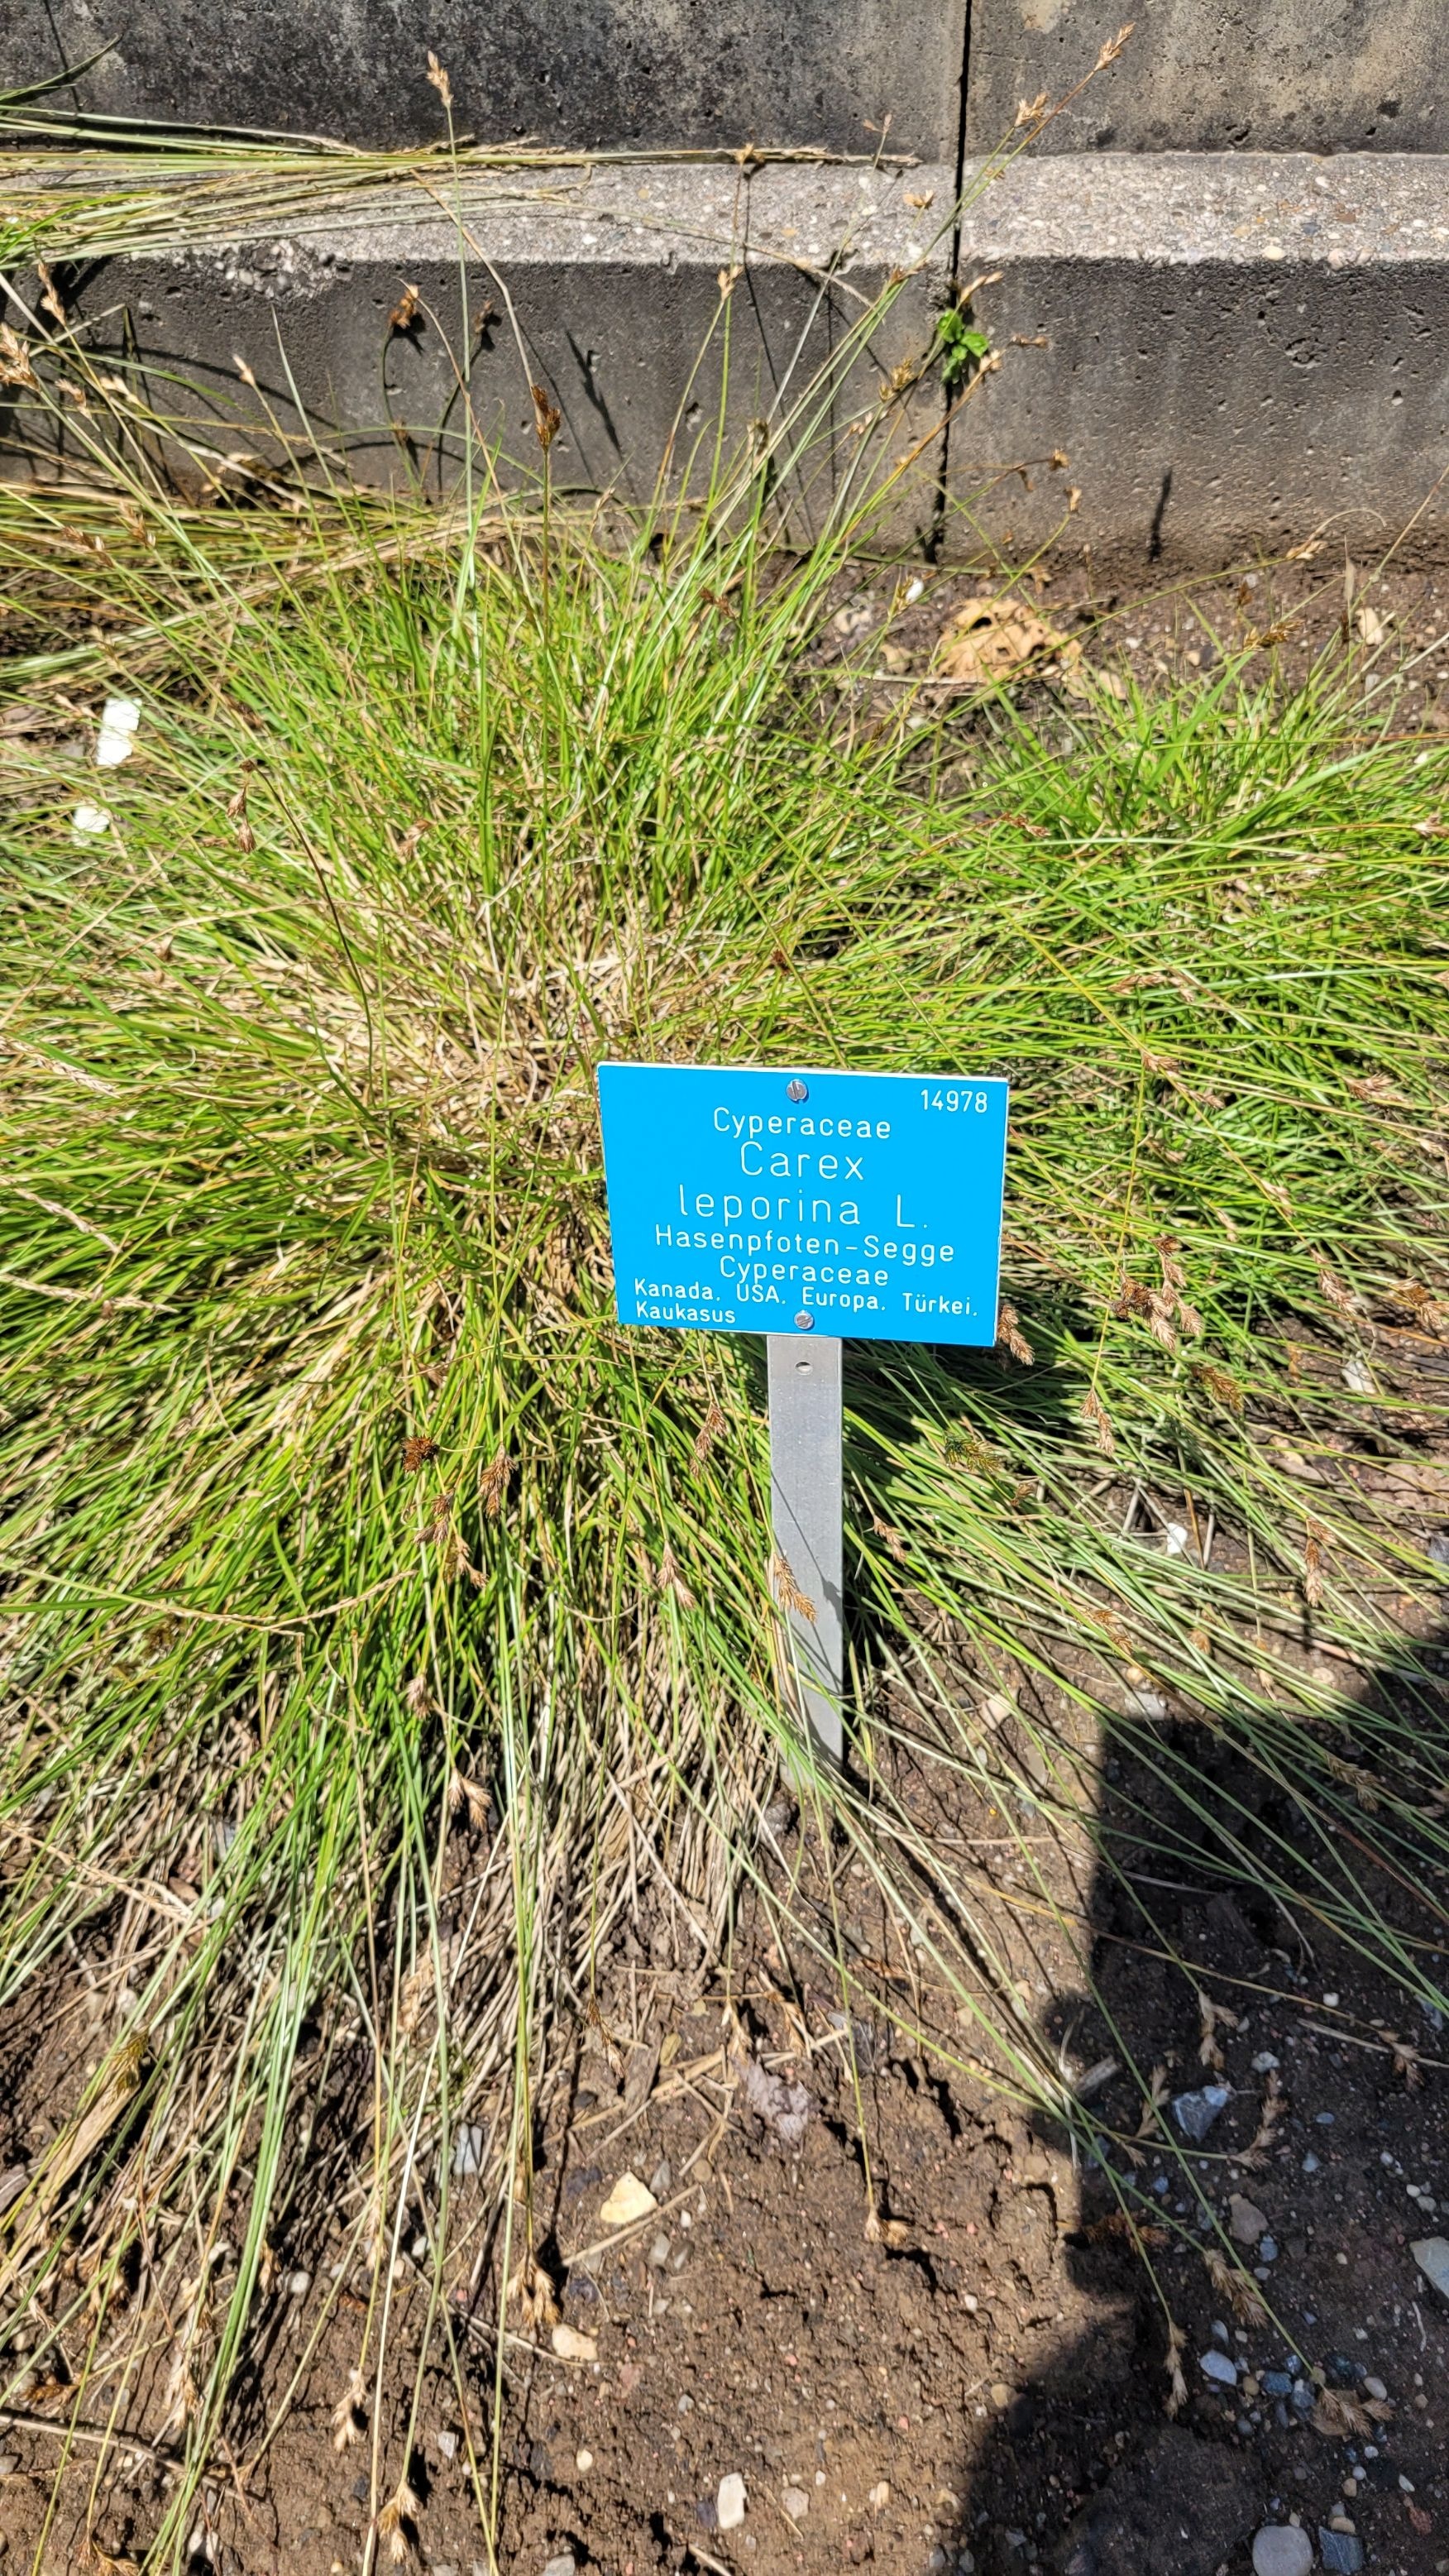 14978
Cyperaceae
Carex
leporina L.
Hasenpfoten-Segge
Cyperaceae
Kanada, USA, Europa, Türkei,
Kaukasus